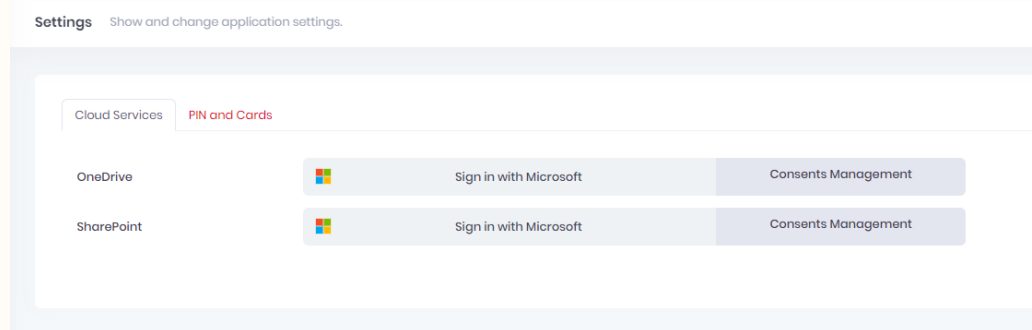 Settings Show and change application settings.
Cloud Services PIN and Cards
OneDrive Sign in with Microsoft Consents Management
SharePoint Sign in with Microsoft Consents Management